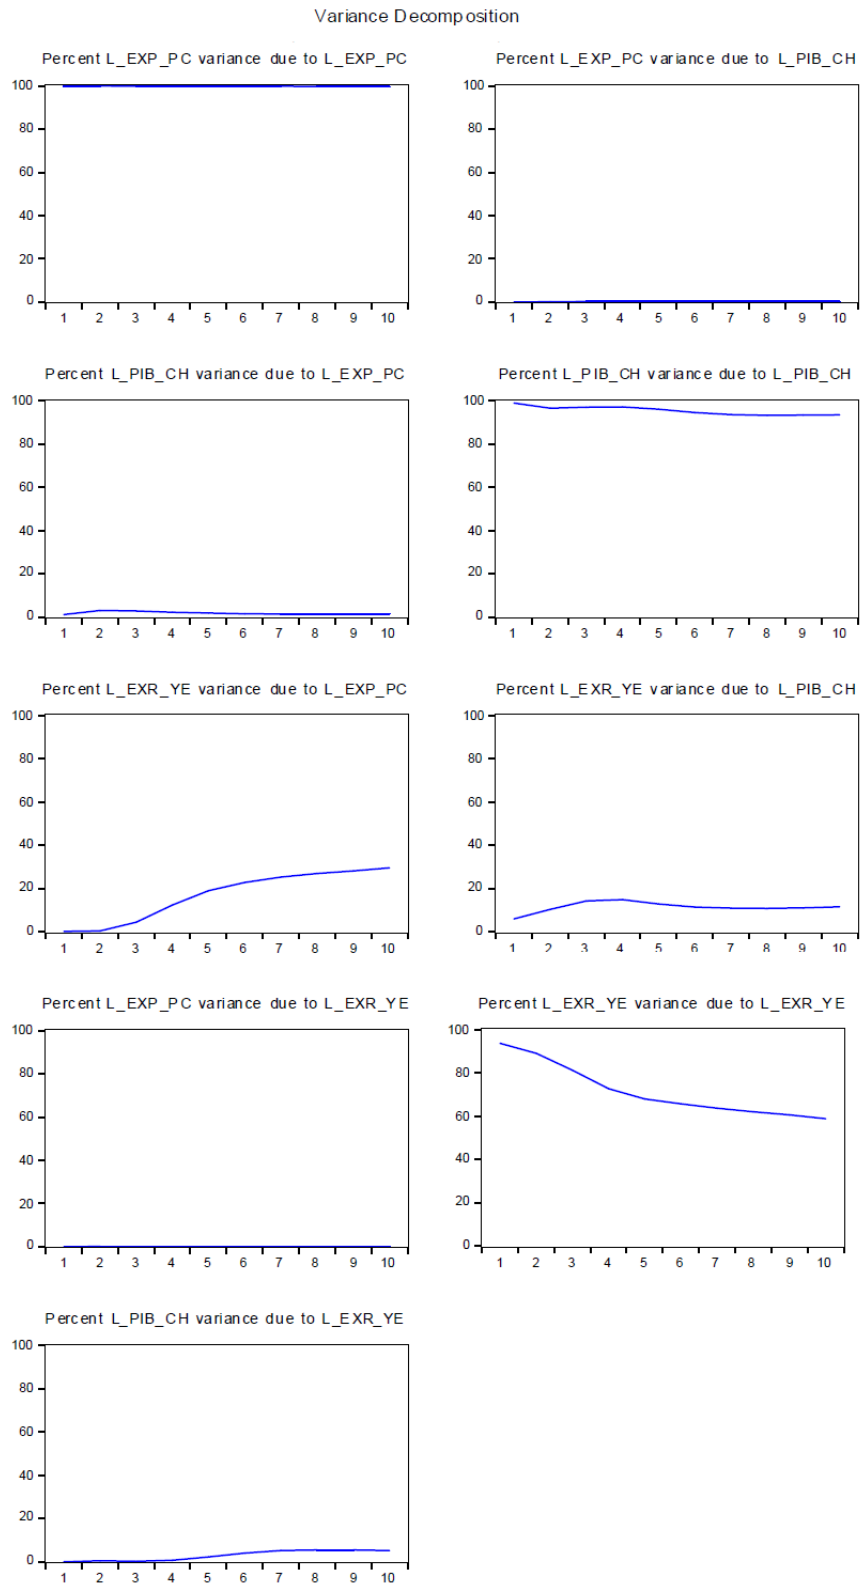 Variance Decomposition
Percent L_EXP_PC variance due to L_EXP_PC
100
80
60
40
20
0
1 2 3 4 5 6 7 8 9 10
Percent L_EXP_PC variance due to L_PIB_CH
100
80
60
40
20
0
1 2 3 4 5 6 7 8 9 10
Percent L_PIB_CH variance due to L_EXP_PC
100
80
60
40
20
0
1 2 3 4 5 6 7 8 9 10
Percent L_PIB_CH variance due to L_PIB_CH
100
80
60
40
20
0
1 2 3 4 5 6 7 8 9 10
Percent L_EXR_YE variance due to L_EXP_PC
100
80
60
40
20
0
1 2 3 4 5 6 7 8 9 10
Percent L_EXR_YE variance due to L_PIB_CH
100
80
60
40
20
0
1 2 3 4 5 6 7 8 9 10
Percent L_EXP_PC variance due to L_EXR_YE
100
80
60
40
20
0
1 2 3 4 5 6 7 8 9 10
Percent L_EXR_YE variance due to L_EXR_YE
100
80
60
40
20
0
1 2 3 4 5 6 7 8 9 10
Percent L_PIB_CH variance due to L_EXR_YE
100
80
60
40
20
0
1 2 3 4 5 6 7 8 9 10